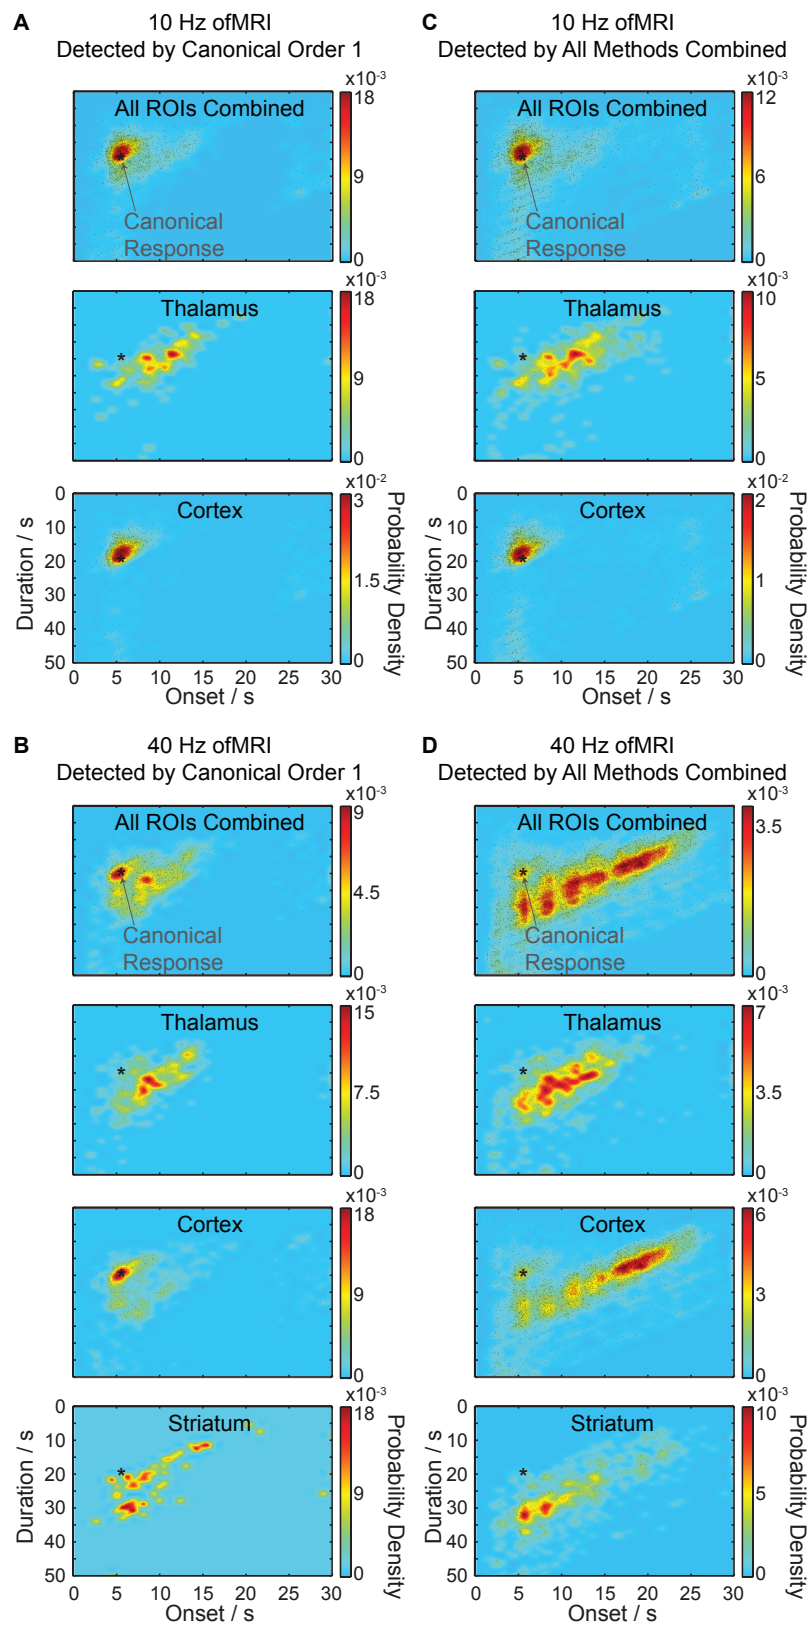 A
10 Hz ofMRI
Detected by Canonical Order 1
x10-3
All ROIs Combined
18
9
0
Canonical
Response
*
x10-3
Thalamus
18
9
0
*
x10-2
Cortex
3
1.5
0
*
Probability Density
Duration / s
0
10
20
30
40
50
0 5 10 15 20 25 30
Onset / s
C
10 Hz ofMRI
Detected by All Methods Combined
x10-3
All ROIs Combined
12
6
0
Canonical
Response
*
x10-3
Thalamus
10
5
0
*
x10-2
Cortex
2
1
0
*
Probability Density
Duration / s
0
10
20
30
40
50
0 5 10 15 20 25 30
Onset / s
B
40 Hz ofMRI
Detected by Canonical Order 1
x10-3
All ROIs Combined
9
4.5
0
*
Canonical
Response
x10-3
Thalamus
15
7.5
0
*
x10-3
Cortex
18
9
0
*
x10-3
Striatum
18
9
0
*
Probability Density
Duration / s
0
10
20
30
40
50
0 5 10 15 20 25 30
Onset / s
D
40 Hz ofMRI
Detected by All Methods Combined
x10-3
All ROIs Combined
3.5
0
*
Canonical
Response
x10-3
Thalamus
7
3.5
0
*
x10-3
Cortex
6
3
0
*
x10-3
Striatum
10
5
0
*
Probability Density
Duration / s
0
10
20
30
40
50
0 5 10 15 20 25 30
Onset / s